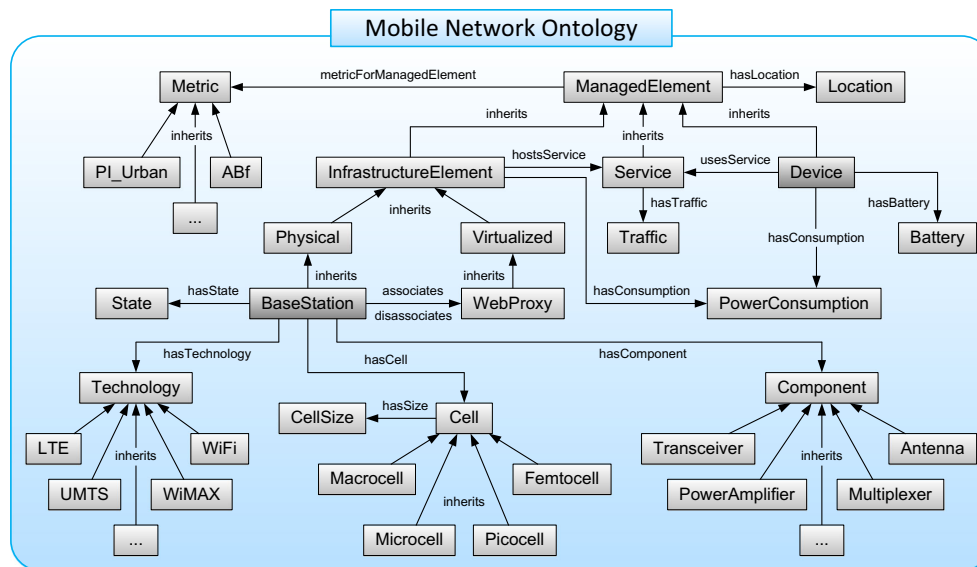 Mobile Network Ontology
Metric
metricForManagedElement
ManagedElement
hasLocation
Location
inherits
inherits
inherits
inherits
PI_Urban
ABf
...
InfrastructureElement
hostsService
Service
usesService
Device
hasTraffic
hasBattery
inherits
Physical
Virtualized
Traffic
hasConsumption
Battery
inherits
inherits
State
hasState
BaseStation
associates
disassociates
WebProxy
hasConsumption
PowerConsumption
hasTechnology
hasCell
hasComponent
Technology
CellSize
hasSize
Cell
Component
LTE
WiFi
inherits
UMTS
WiMAX
...
Macrocell
Femtocell
inherits
Microcell
Picocell
Transceiver
Antenna
inherits
PowerAmplifier
Multiplexer
...